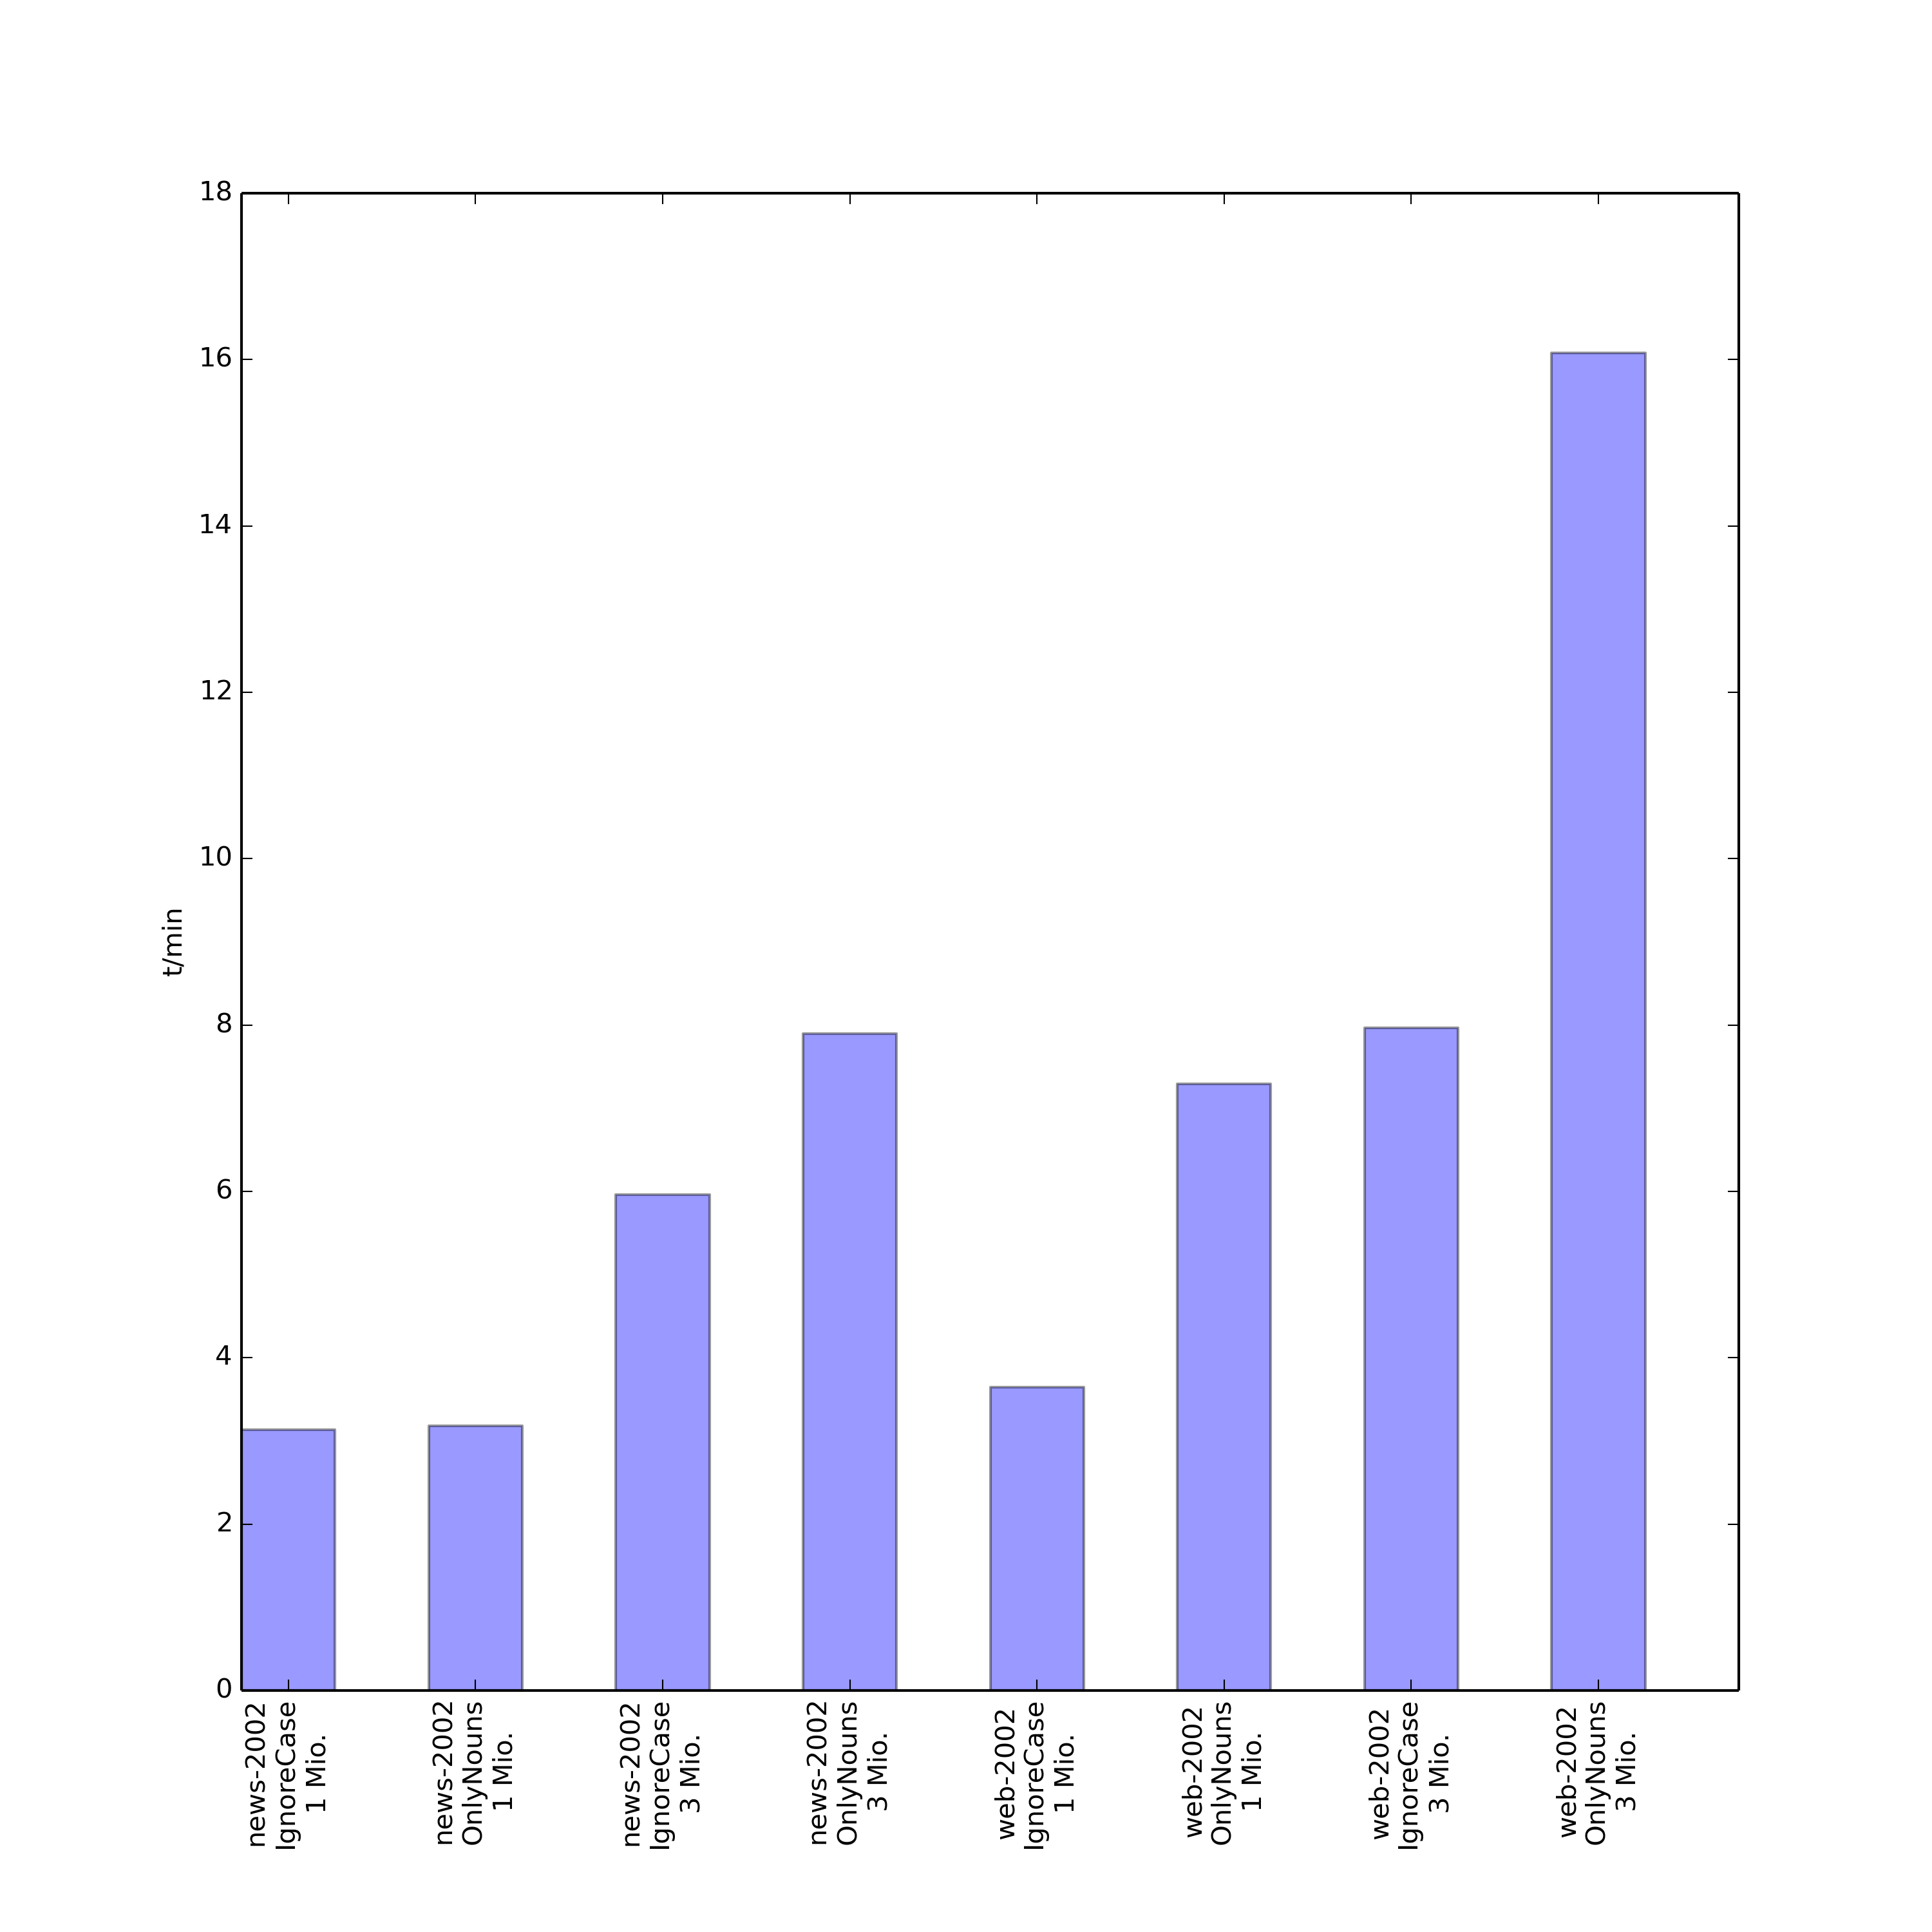 18
16
14
12
10
8
6
4
2
0
t/min
news-2002
IgnoreCase
1 Mio.
news-2002
OnlyNouns
1 Mio.
news-2002
IgnoreCase
3 Mio.
news-2002
OnlyNouns
3 Mio.
web-2002
IgnoreCase
1 Mio.
web-2002
OnlyNouns
1 Mio.
web-2002
IgnoreCase
3 Mio.
web-2002
OnlyNouns
3 Mio.